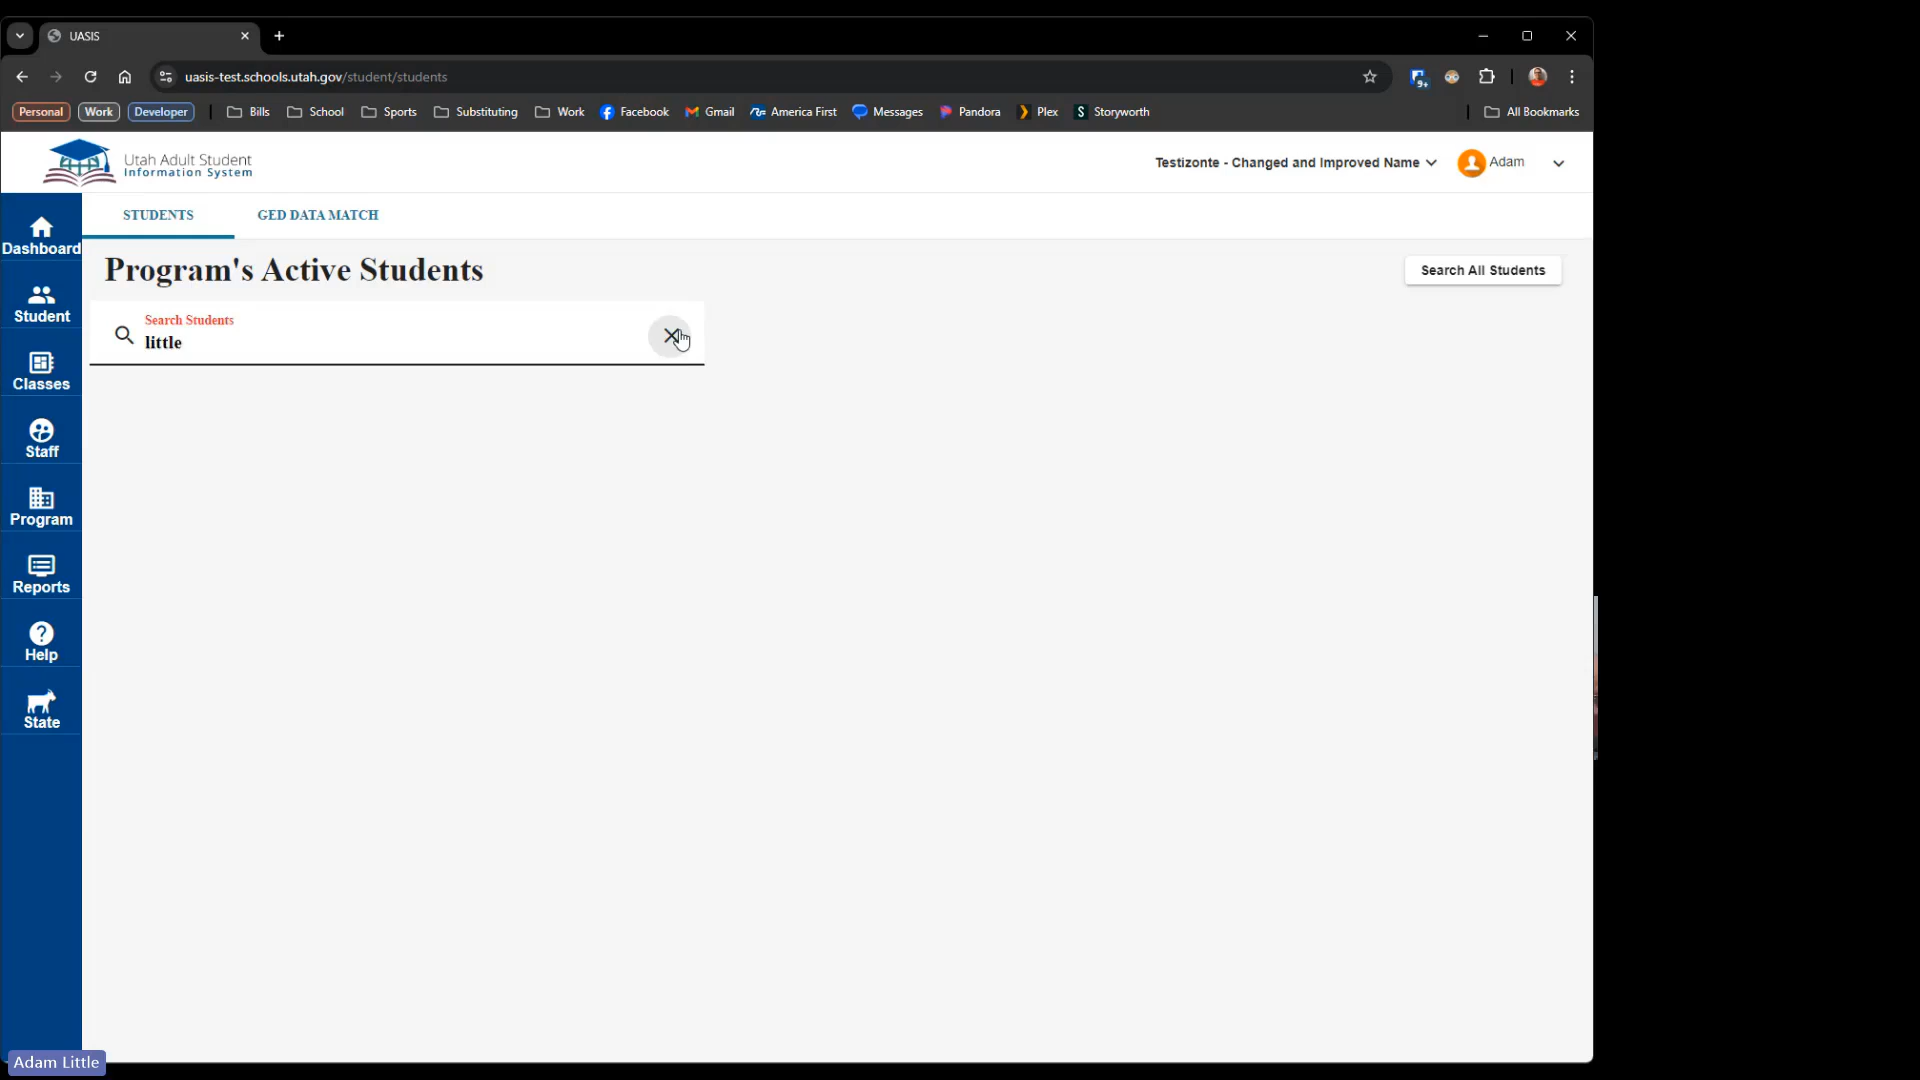 UASIS
uasis-test.schools.utah.gov/student/students
9+
Personal
Work
Developer
Bills
School
Sports
Substituting
Work
Facebook
Gmail
America First
Messages
Pandora
Plex
S Storyworth
All Bookmarks
Utah Adult Student
Information System
Testizonte - Changed and Improved Name
Adam
STUDENTS
GED DATA MATCH
Dashboard
Student
Classes
Staff
Program
Reports
Help
State
Program's Active Students
Search All Students
Search Students
little
Adam Little